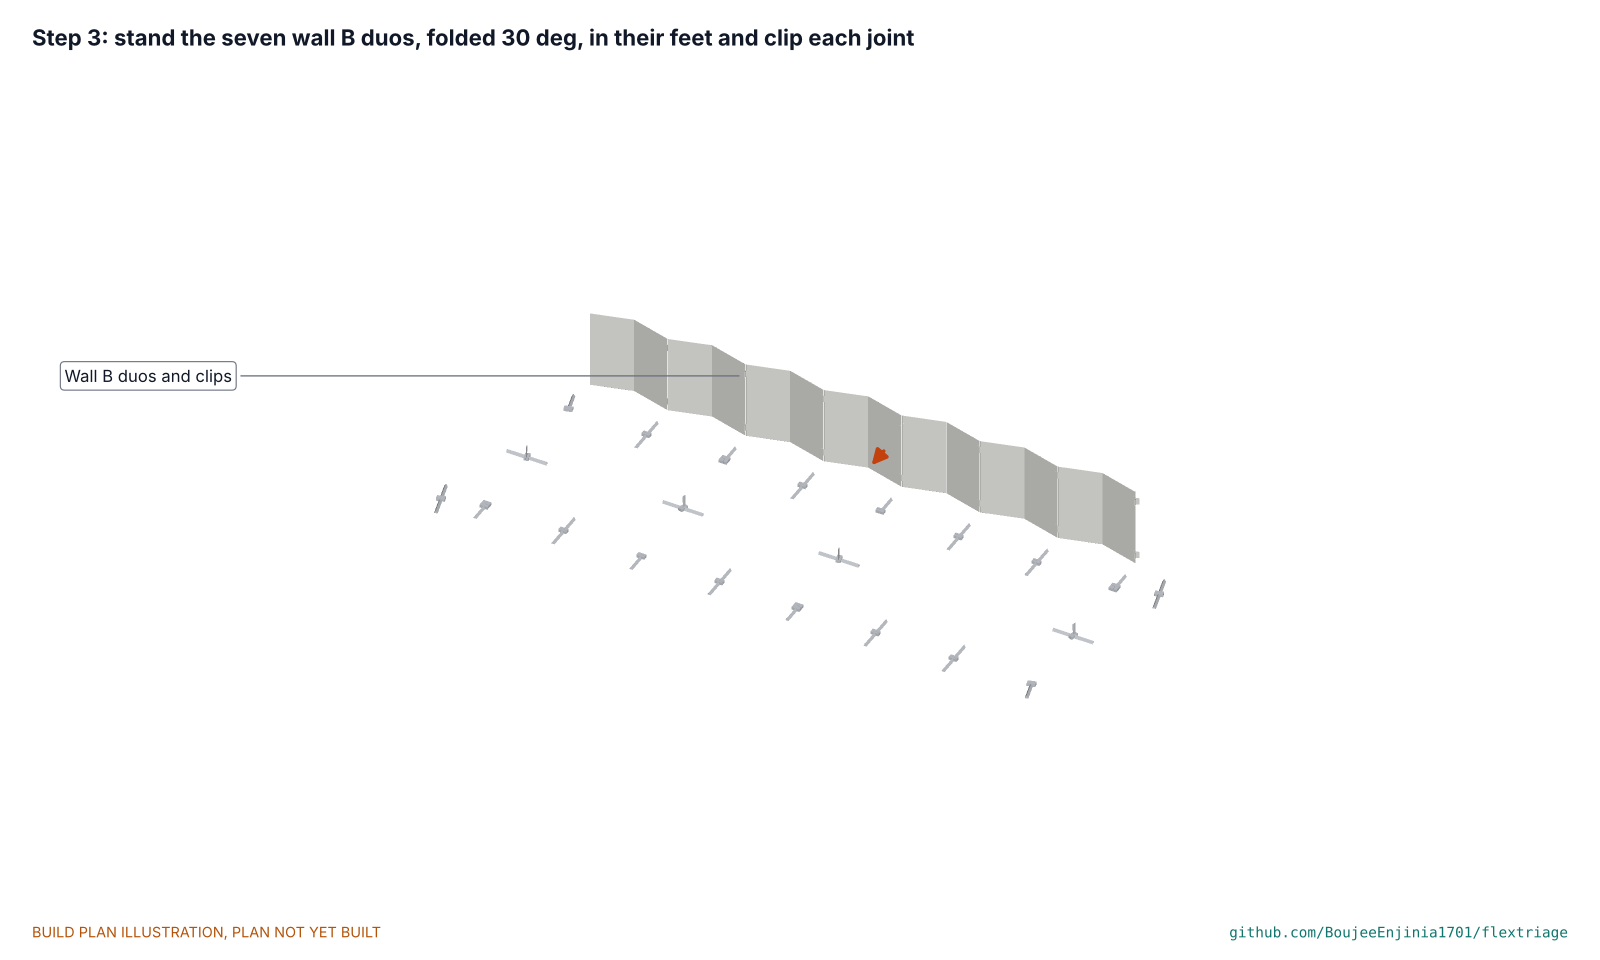 Step 3: stand the seven wall B duos, folded 30 deg, in their feet and clip each joint
Wall B duos and clips
BUILD PLAN ILLUSTRATION, PLAN NOT YET BUILT
github.com/BoujeeEnjinia1701/flextriage